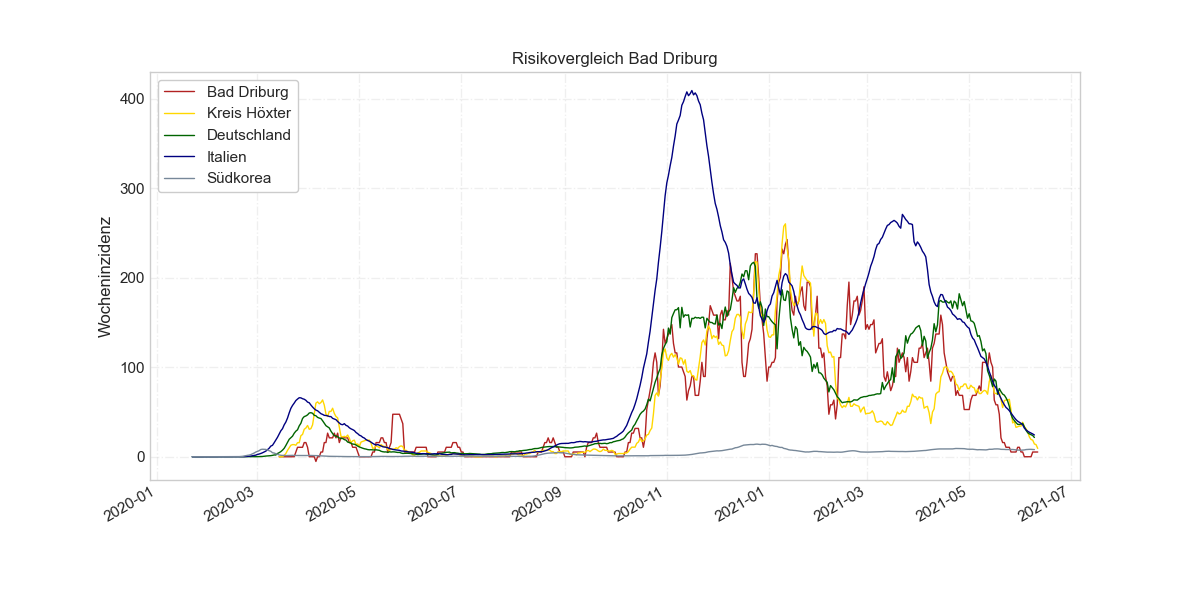 Risikovergleich Bad Driburg
Bad Driburg
Kreis Höxter
Deutschland
Italien
Südkorea
Wocheninzidenz
400
300
200
100
0
2020-01
2020-03
2020-05
2020-07
2020-09
2020-11
2021-01
2021-03
2021-05
2021-07